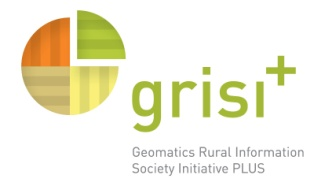 grisi+
Geomatics Rural Information
Society Initiative PLUS